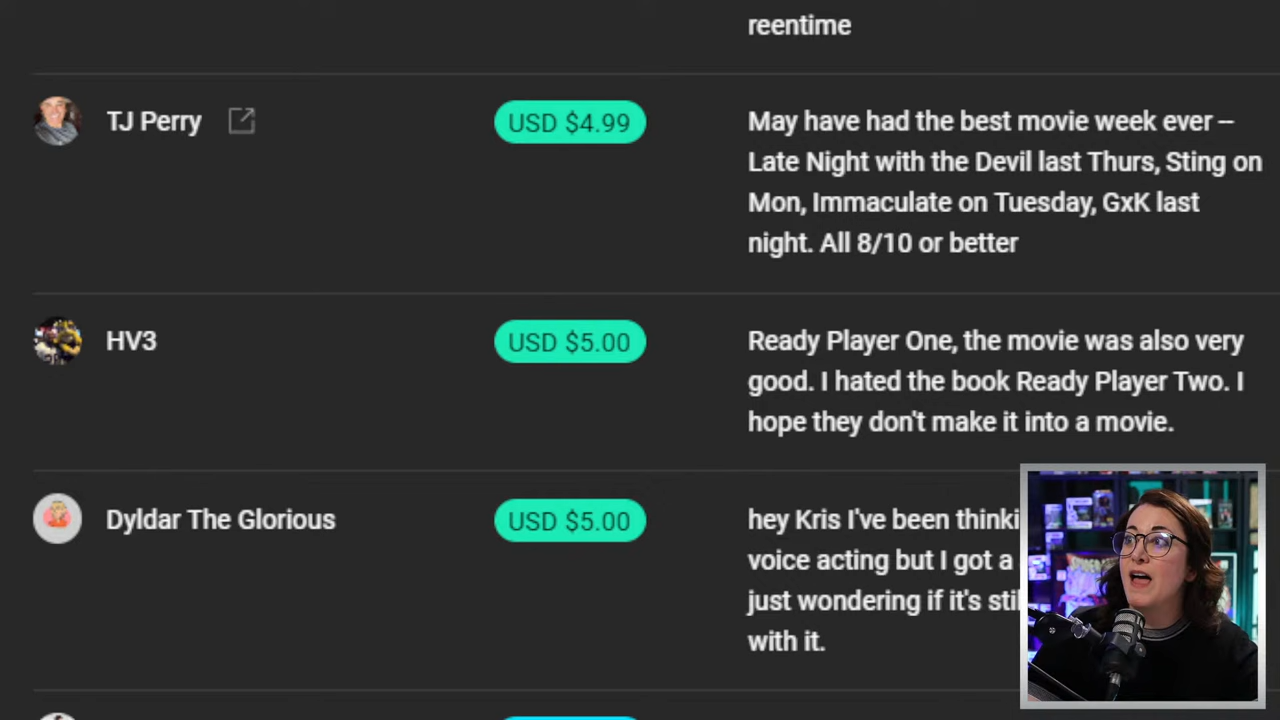 reentime
TJ Perry
USD $4.99
May have had the best movie week ever --
Late Night with the Devil last Thurs, Sting on
Mon, Immaculate on Tuesday, GxK last
night. All 8/10 or better
HV3
USD $5.00
Ready Player One, the movie was also very
good. I hated the book Ready Player Two. I
hope they don't make it into a movie.
Dyldar The Glorious
USD $5.00
hey Kris I've been
voice acting but I got a
just wondering if it's
with it.